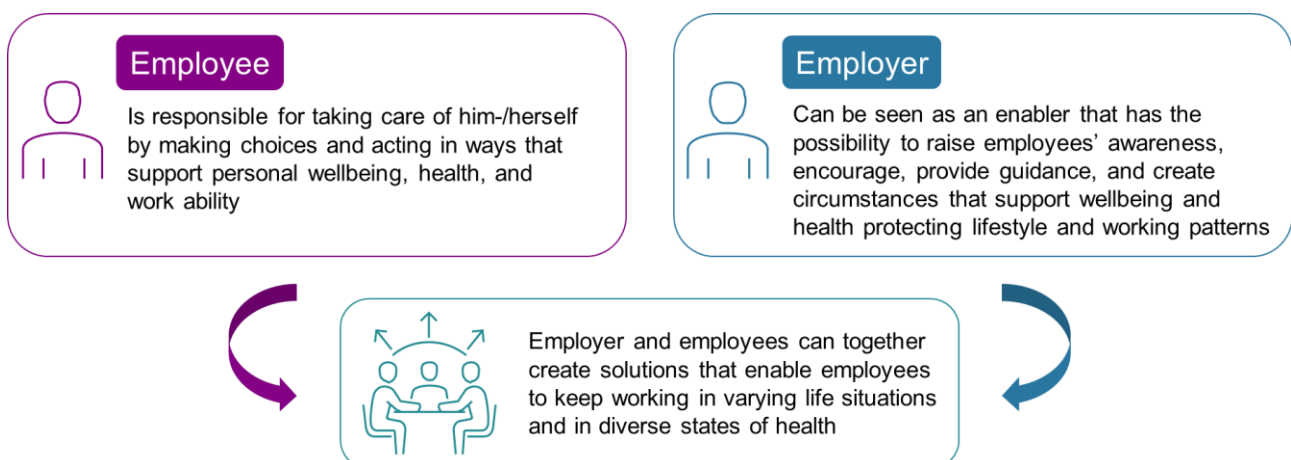 Employee
Is responsible for taking care of him-/herself
by making choices and acting in ways that
support personal wellbeing, health, and
work ability
Employer
Can be seen as an enabler that has the
possibility to raise employees’ awareness,
encourage, provide guidance, and create
circumstances that support wellbeing and
health protecting lifestyle and working patterns
Employer and employees can together
create solutions that enable employees
to keep working in varying life situations
and in diverse states of health